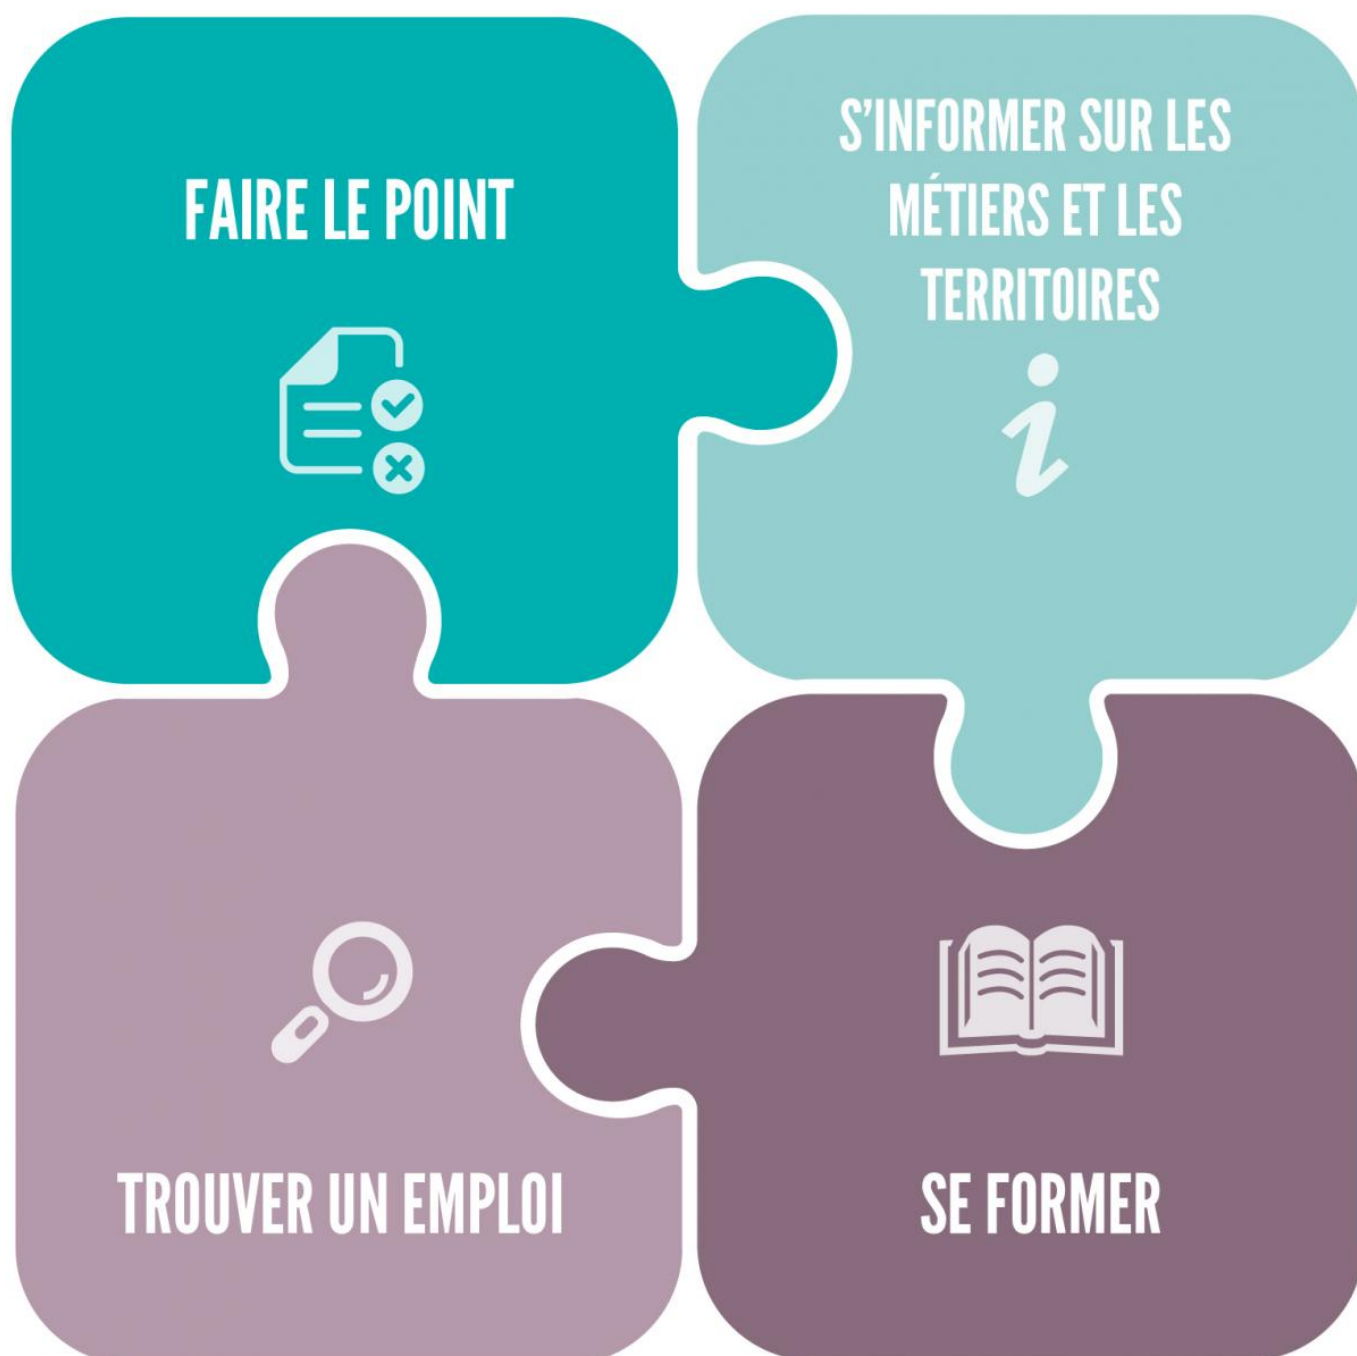 FAIRE LE POINT
S'INFORMER SUR LES
MÉTIERS ET LES
TERRITOIRES
TROUVER UN EMPLOI
SE FORMER